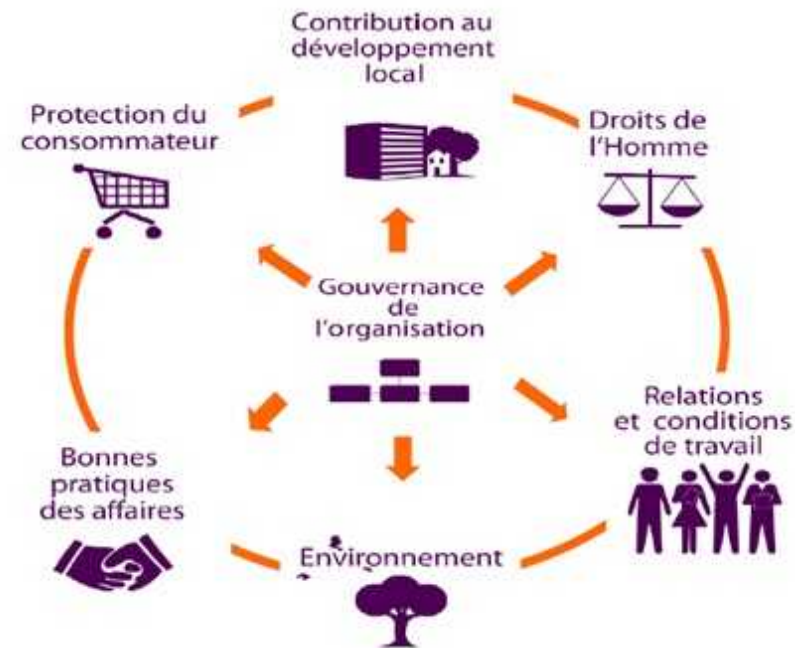 Contribution au
développement
local
Protection du
consommateur
Droits de
l'Homme
Gouvernance
de
l'organisation
Relations
et conditions
de travail
Bonnes
pratiques
des affaires
Environnement